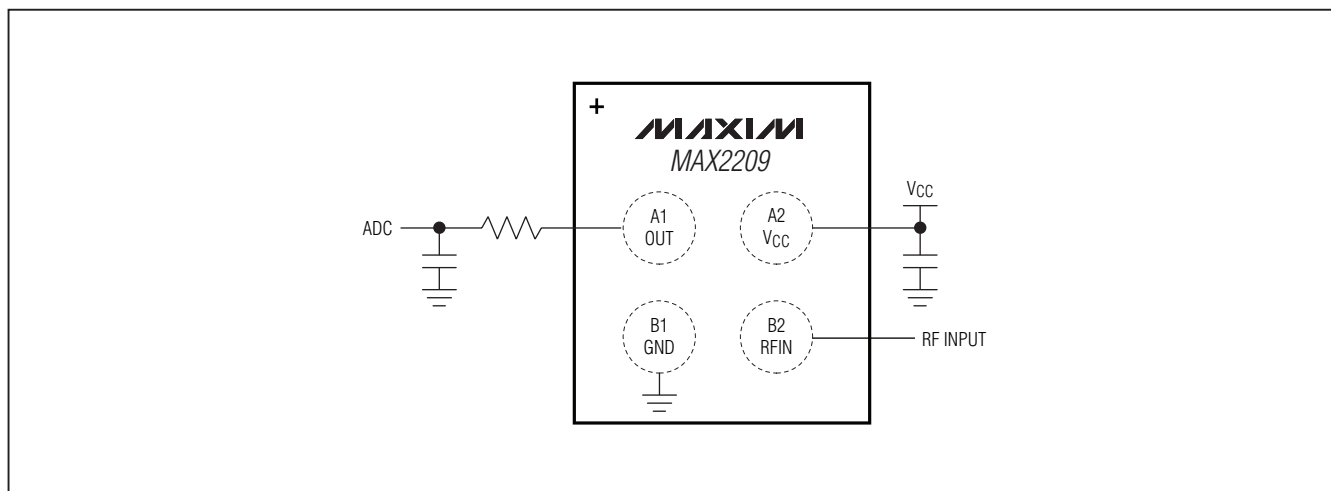 +
MAXIM
MAX2209
VCC
ADC
A1
OUT
A2
VCC
B1
GND
B2
RFIN
RF INPUT